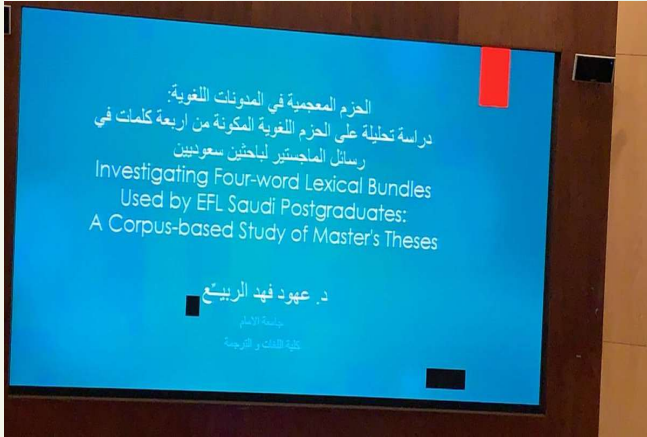 الحزم المعجمية في المدونات اللغوية:
دراسة تحليلة على الحزم اللغوية المكونة من اربعة كلمات في
رسائل الماجستير لباحثين سعوديين
Investigating Four-word Lexical Bundles
Used by EFL Saudi Postgraduates:
A Corpus-based Study of Master's Theses
د. عهود فهد الربيّع
جامعة الامام
كلية اللغات و الترجمة